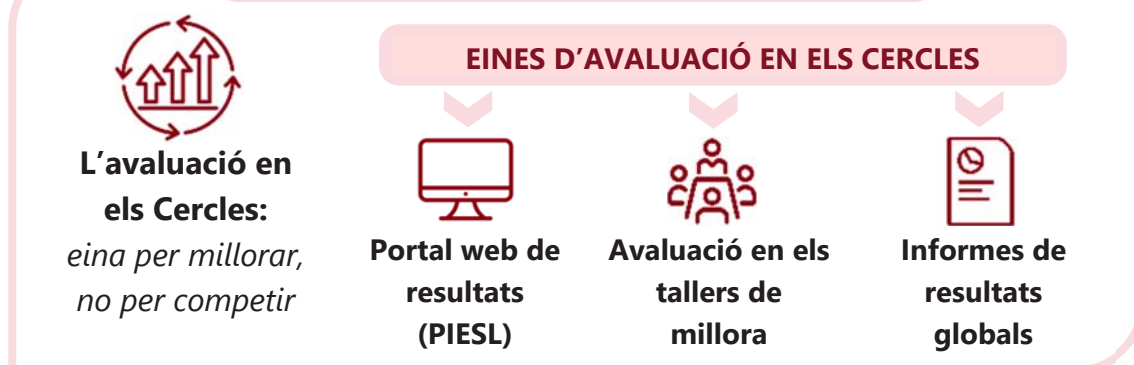 L'avaluació en
els Cercles:
eina per millorar,
no per competir
EINES D'AVALUACIÓ EN ELS CERCLES
Portal web de
resultats
(PIESL)
Avaluació en els
tallers de
millora
Informes de
resultats
globals